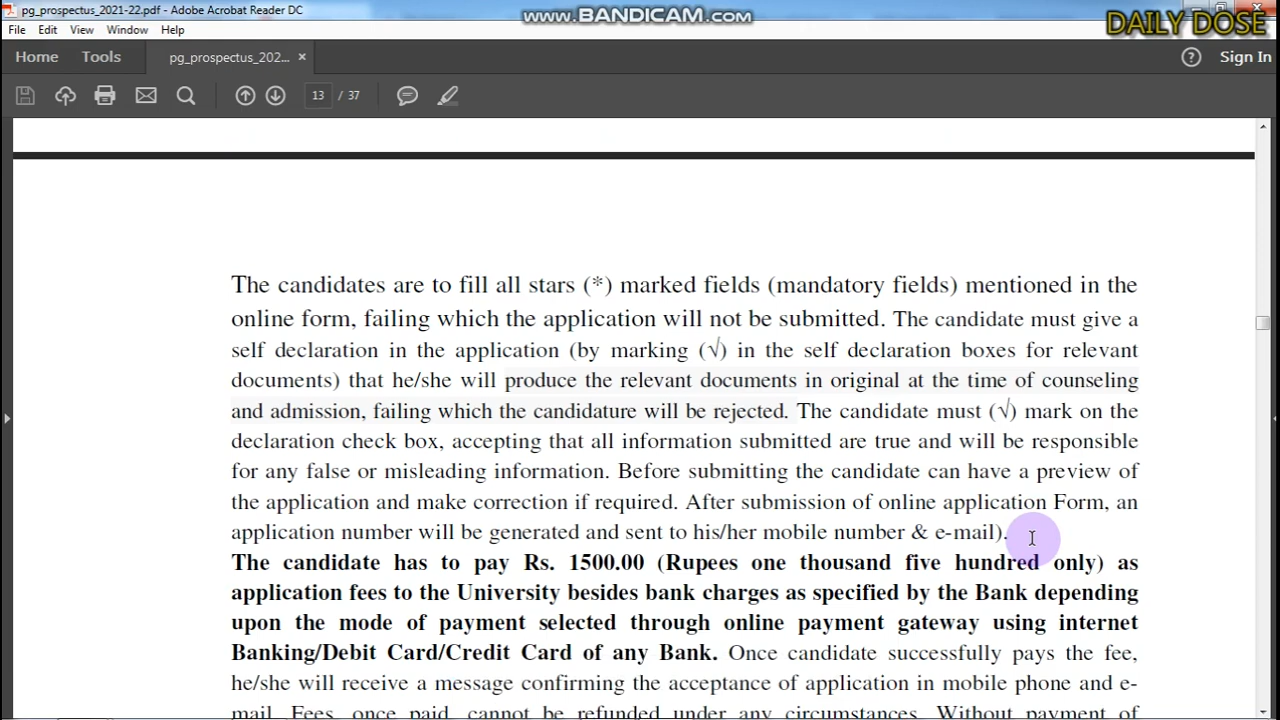 pg_prospectus_2021-22.pdf - Adobe Acrobat Reader DC
www.BANDICAM.com
DAILY DOSE
File Edit View Window Help
Home Tools pg_prospectus_202... × Sign In
13 / 37
The candidates are to fill all stars (*) marked fields (mandatory fields) mentioned in the
online form, failing which the application will not be submitted. The candidate must give a
self declaration in the application (by marking (√) in the self declaration boxes for relevant
documents) that he/she will produce the relevant documents in original at the time of counseling
and admission, failing which the candidature will be rejected. The candidate must (√) mark on the
declaration check box, accepting that all information submitted are true and will be responsible
for any false or misleading information. Before submitting the candidate can have a preview of
the application and make correction if required. After submission of online application Form, an
application number will be generated and sent to his/her mobile number & e-mail).
The candidate has to pay Rs. 1500.00 (Rupees one thousand five hundred only) as
application fees to the University besides bank charges as specified by the Bank depending
upon the mode of payment selected through online payment gateway using internet
Banking/Debit Card/Credit Card of any Bank. Once candidate successfully pays the fee,
he/she will receive a message confirming the acceptance of application in mobile phone and e-
mail. Fees, once paid, cannot be refunded under any circumstances. Without payment of